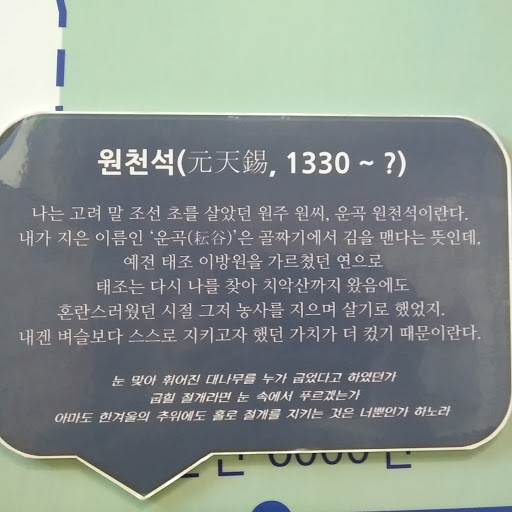 원천석(元天錫, 1330 ~ ?)
나는 고려 말 조선 초를 살았던 원주 원씨, 운곡 원천석이란다.
내가 지은 이름인 ‘운곡(耘谷)’은 골짜기에서 김을 맨다는 뜻인데,
예전 태조 이방원을 가르쳤던 연으로
태조는 다시 나를 찾아 치악산까지 왔음에도
혼란스러웠던 시절 그저 농사를 지으며 살기로 했었지.
내겐 벼슬보다 스스로 지키고자 했던 가치가 더 컸기 때문이란다.
눈 맞아 휘어진 대나무를 누가 굽었다고 하였던가
굽힐 절개라면 눈 속에서 푸르겠는가
아마도 한겨울의 추위에도 홀로 절개를 지키는 것은 너뿐인가 하노라